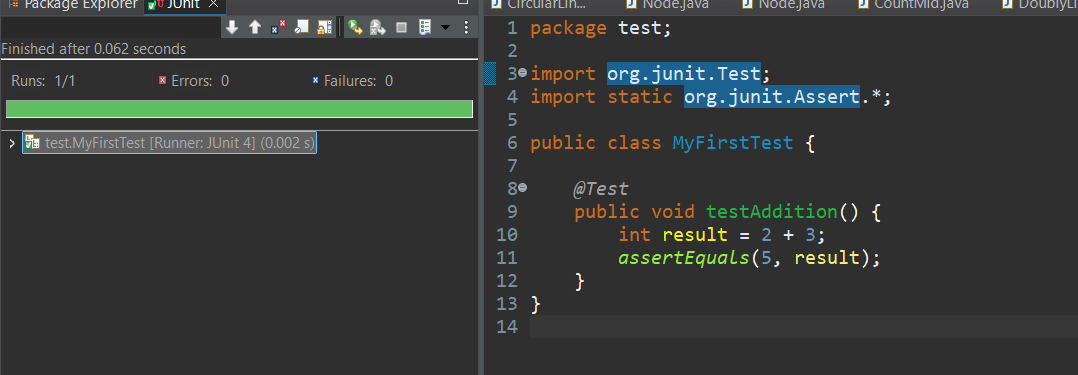 Package Explorer JUnit
Finished after 0.062 seconds
Runs: 1/1 Errors: 0 Failures: 0
test.MyFirstTest [Runner: JUnit 4] (0.002 s)
Node.java Node.java CountMid.java
1 package test;
2
3 import org.junit.Test;
4 import static org.junit.Assert.*;
5
6 public class MyFirstTest {
7
8 @Test
9 public void testAddition() {
10 int result = 2 + 3;
11 assertEquals(5, result);
12 }
13 }
14